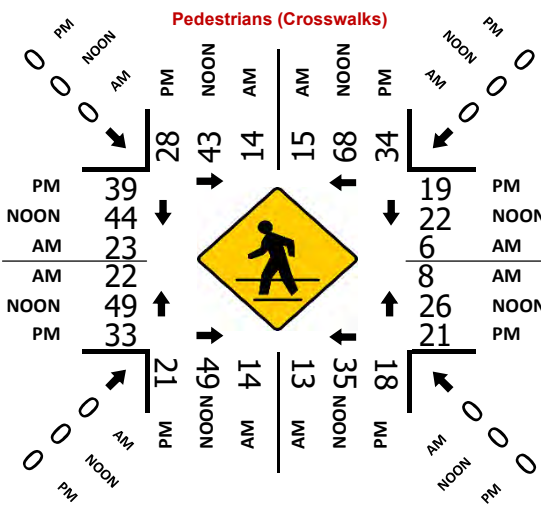 Pedestrians (Crosswalks)
PM NOON AM
0 0 0
PM NOON AM AM NOON PM
PM NOON AM
0 0 0
28 43 14 15 68 34
PM 39
NOON 44
AM 23
AM 22
NOON 49
PM 33
19 PM
22 NOON
6 AM
8 AM
26 NOON
21 PM
21 49 14 13 35 18
PM NOON AM AM NOON PM
0 0 0
AM NOON PM
0 0 0
AM NOON PM